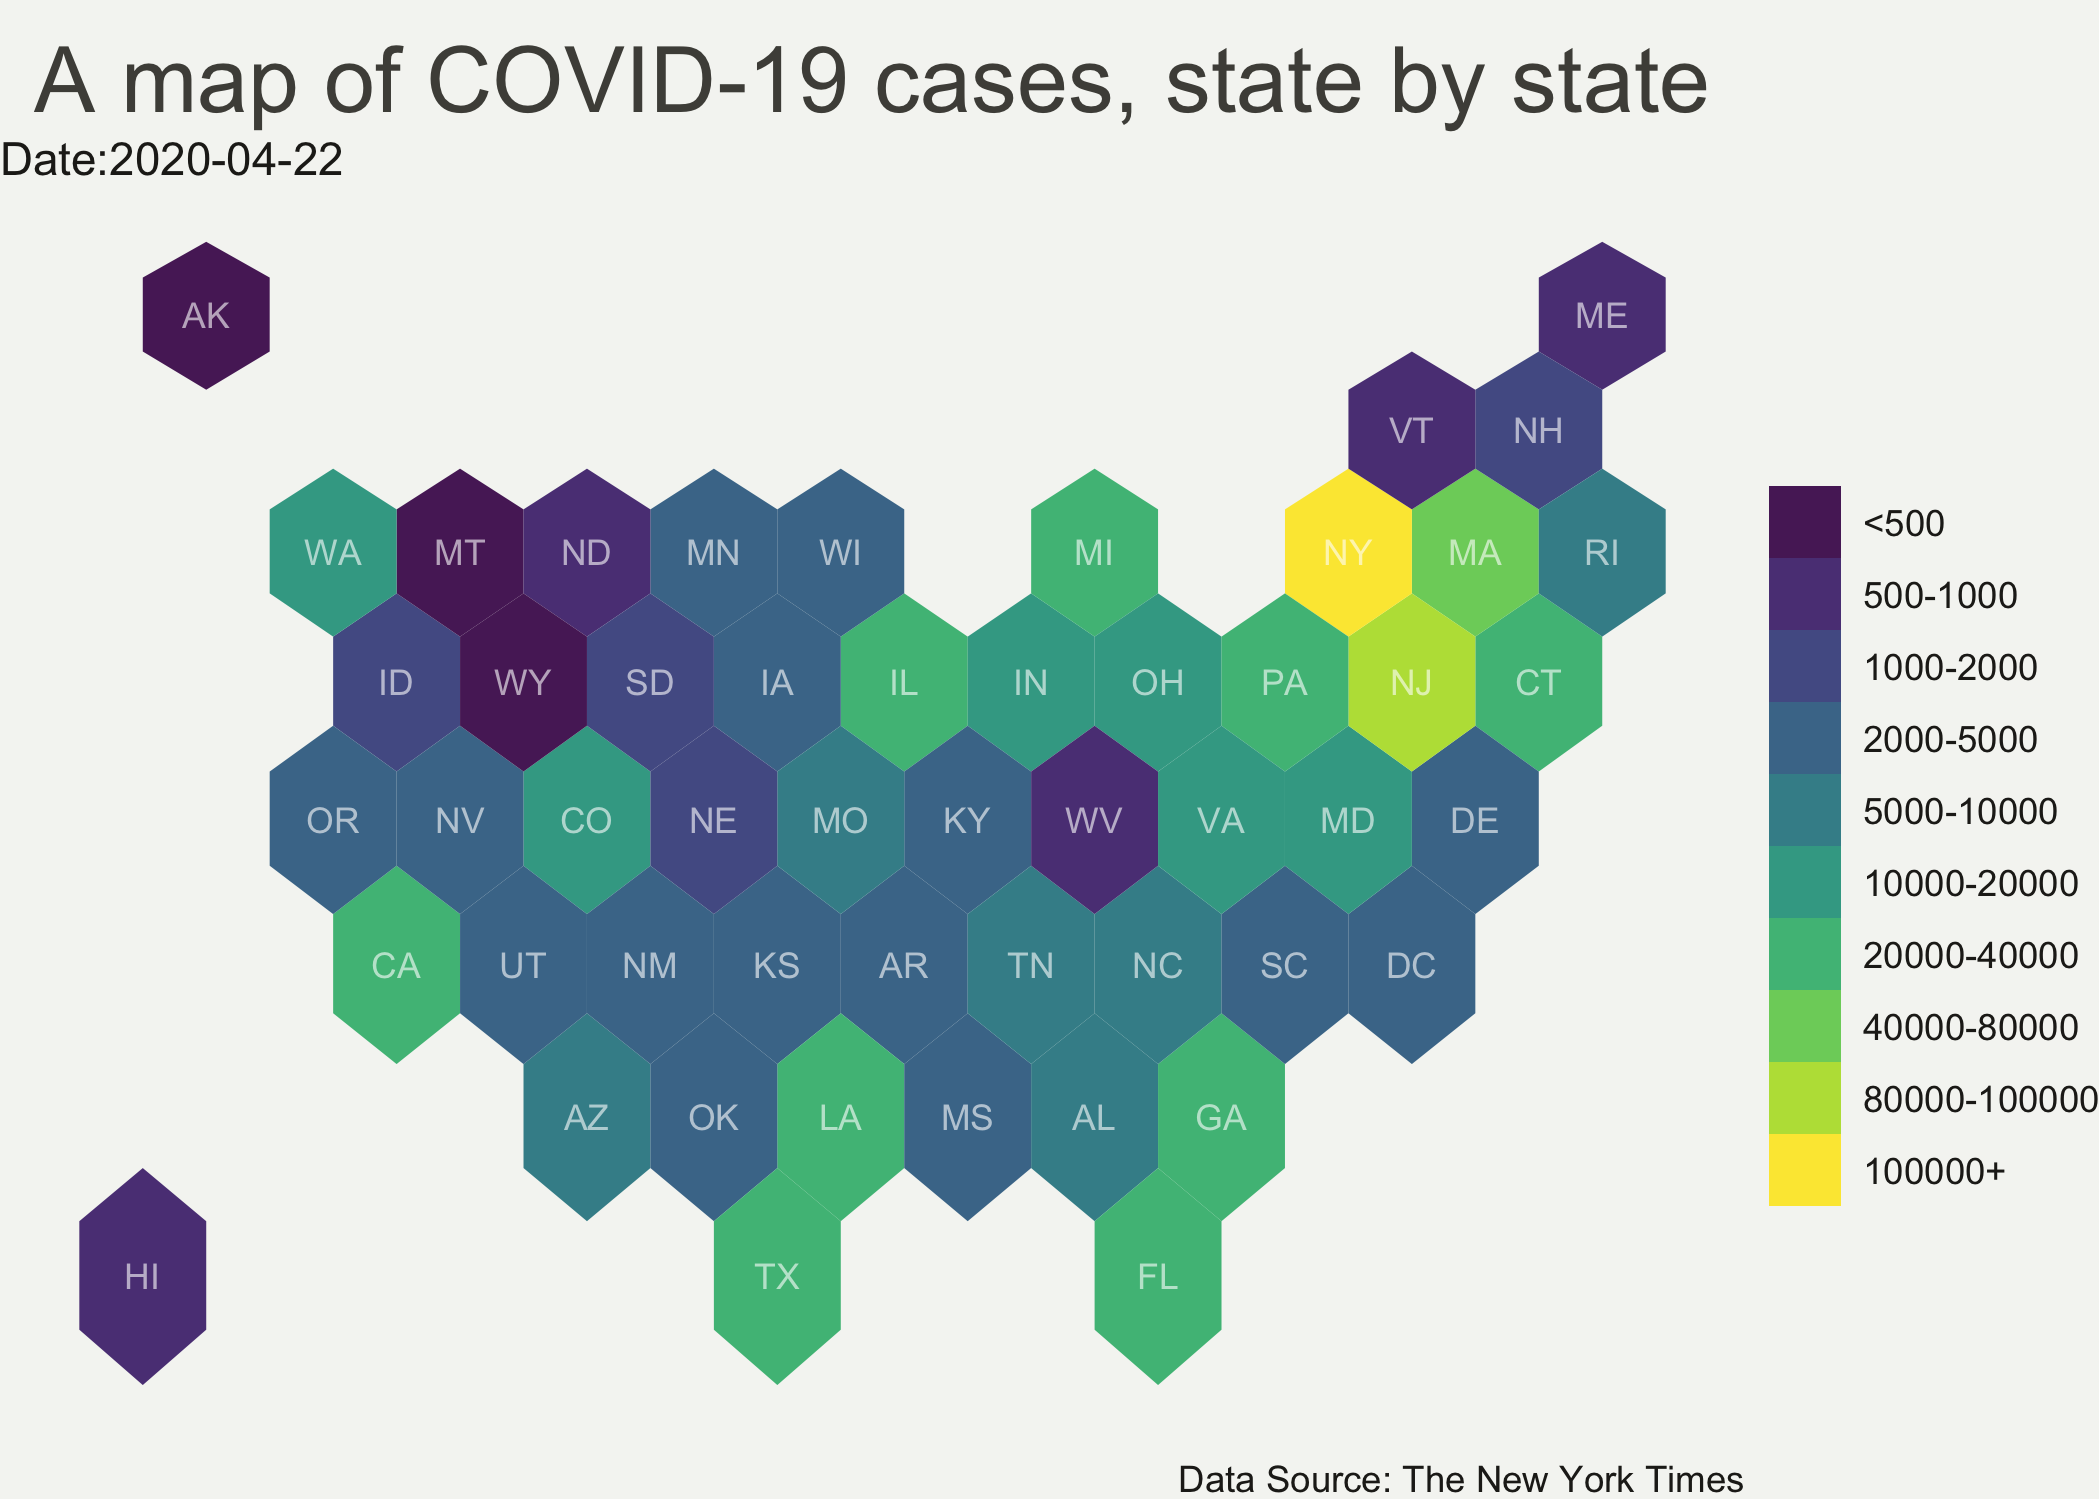 A map of COVID-19 cases, state by state
Date:2020-04-22
AK ME
VT NH
WA MT ND MN WI MI NY MA RI
ID WY SD IA IL IN OH PA NJ CT
OR NV CO NE MO KY WV VA MD DE
CA UT NM KS AR TN NC SC DC
AZ OK LA MS AL GA
HI TX FL
<500
500-1000
1000-2000
2000-5000
5000-10000
10000-20000
20000-40000
40000-80000
80000-100000
100000+
Data Source: The New York Times